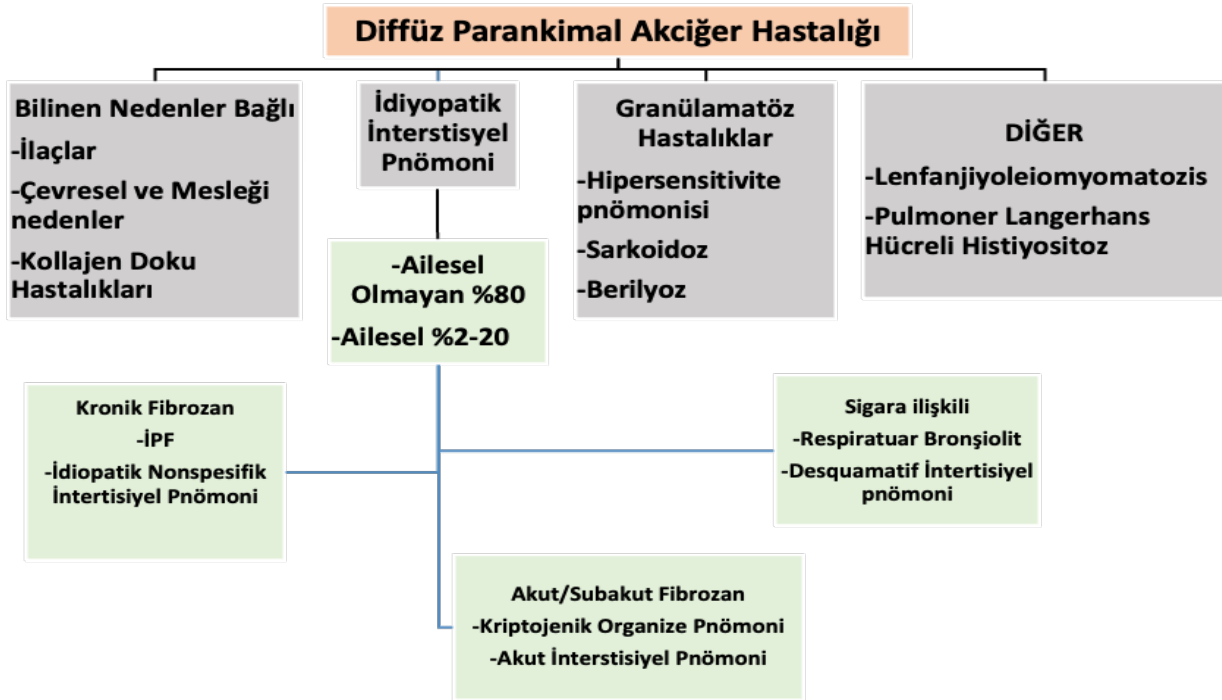 Diffüz Parankimal Akciğer Hastalığı
Bilinen Nedenler Bağlı
-İlaçlar
-Çevresel ve Mesleği
nedenler
-Kollajen Doku
Hastalıkları
İdiyopatik
İnterstisyel
Pnömoni
Granülamatöz
Hastalıklar
-Hipersensitivite
pnömonisi
-Sarkoidoz
-Berilyoz
DİĞER
-Lenfanjiyoleiomyomatozis
-Pulmoner Langerhans
Hücreli Histiyositoz
-Ailesel
Olmayan %80
-Ailesel %2-20
Kronik Fibrozan
-İPF
-İdiopatik Nonspesifik
İntertisiyel Pnömoni
Sigara ilişkili
-Respiratuar Bronşiolit
-Desquamatif İntertisiyel
pnömoni
Akut/Subakut Fibrozan
-Kriptojenik Organize Pnömoni
-Akut İnterstisiyel Pnömoni